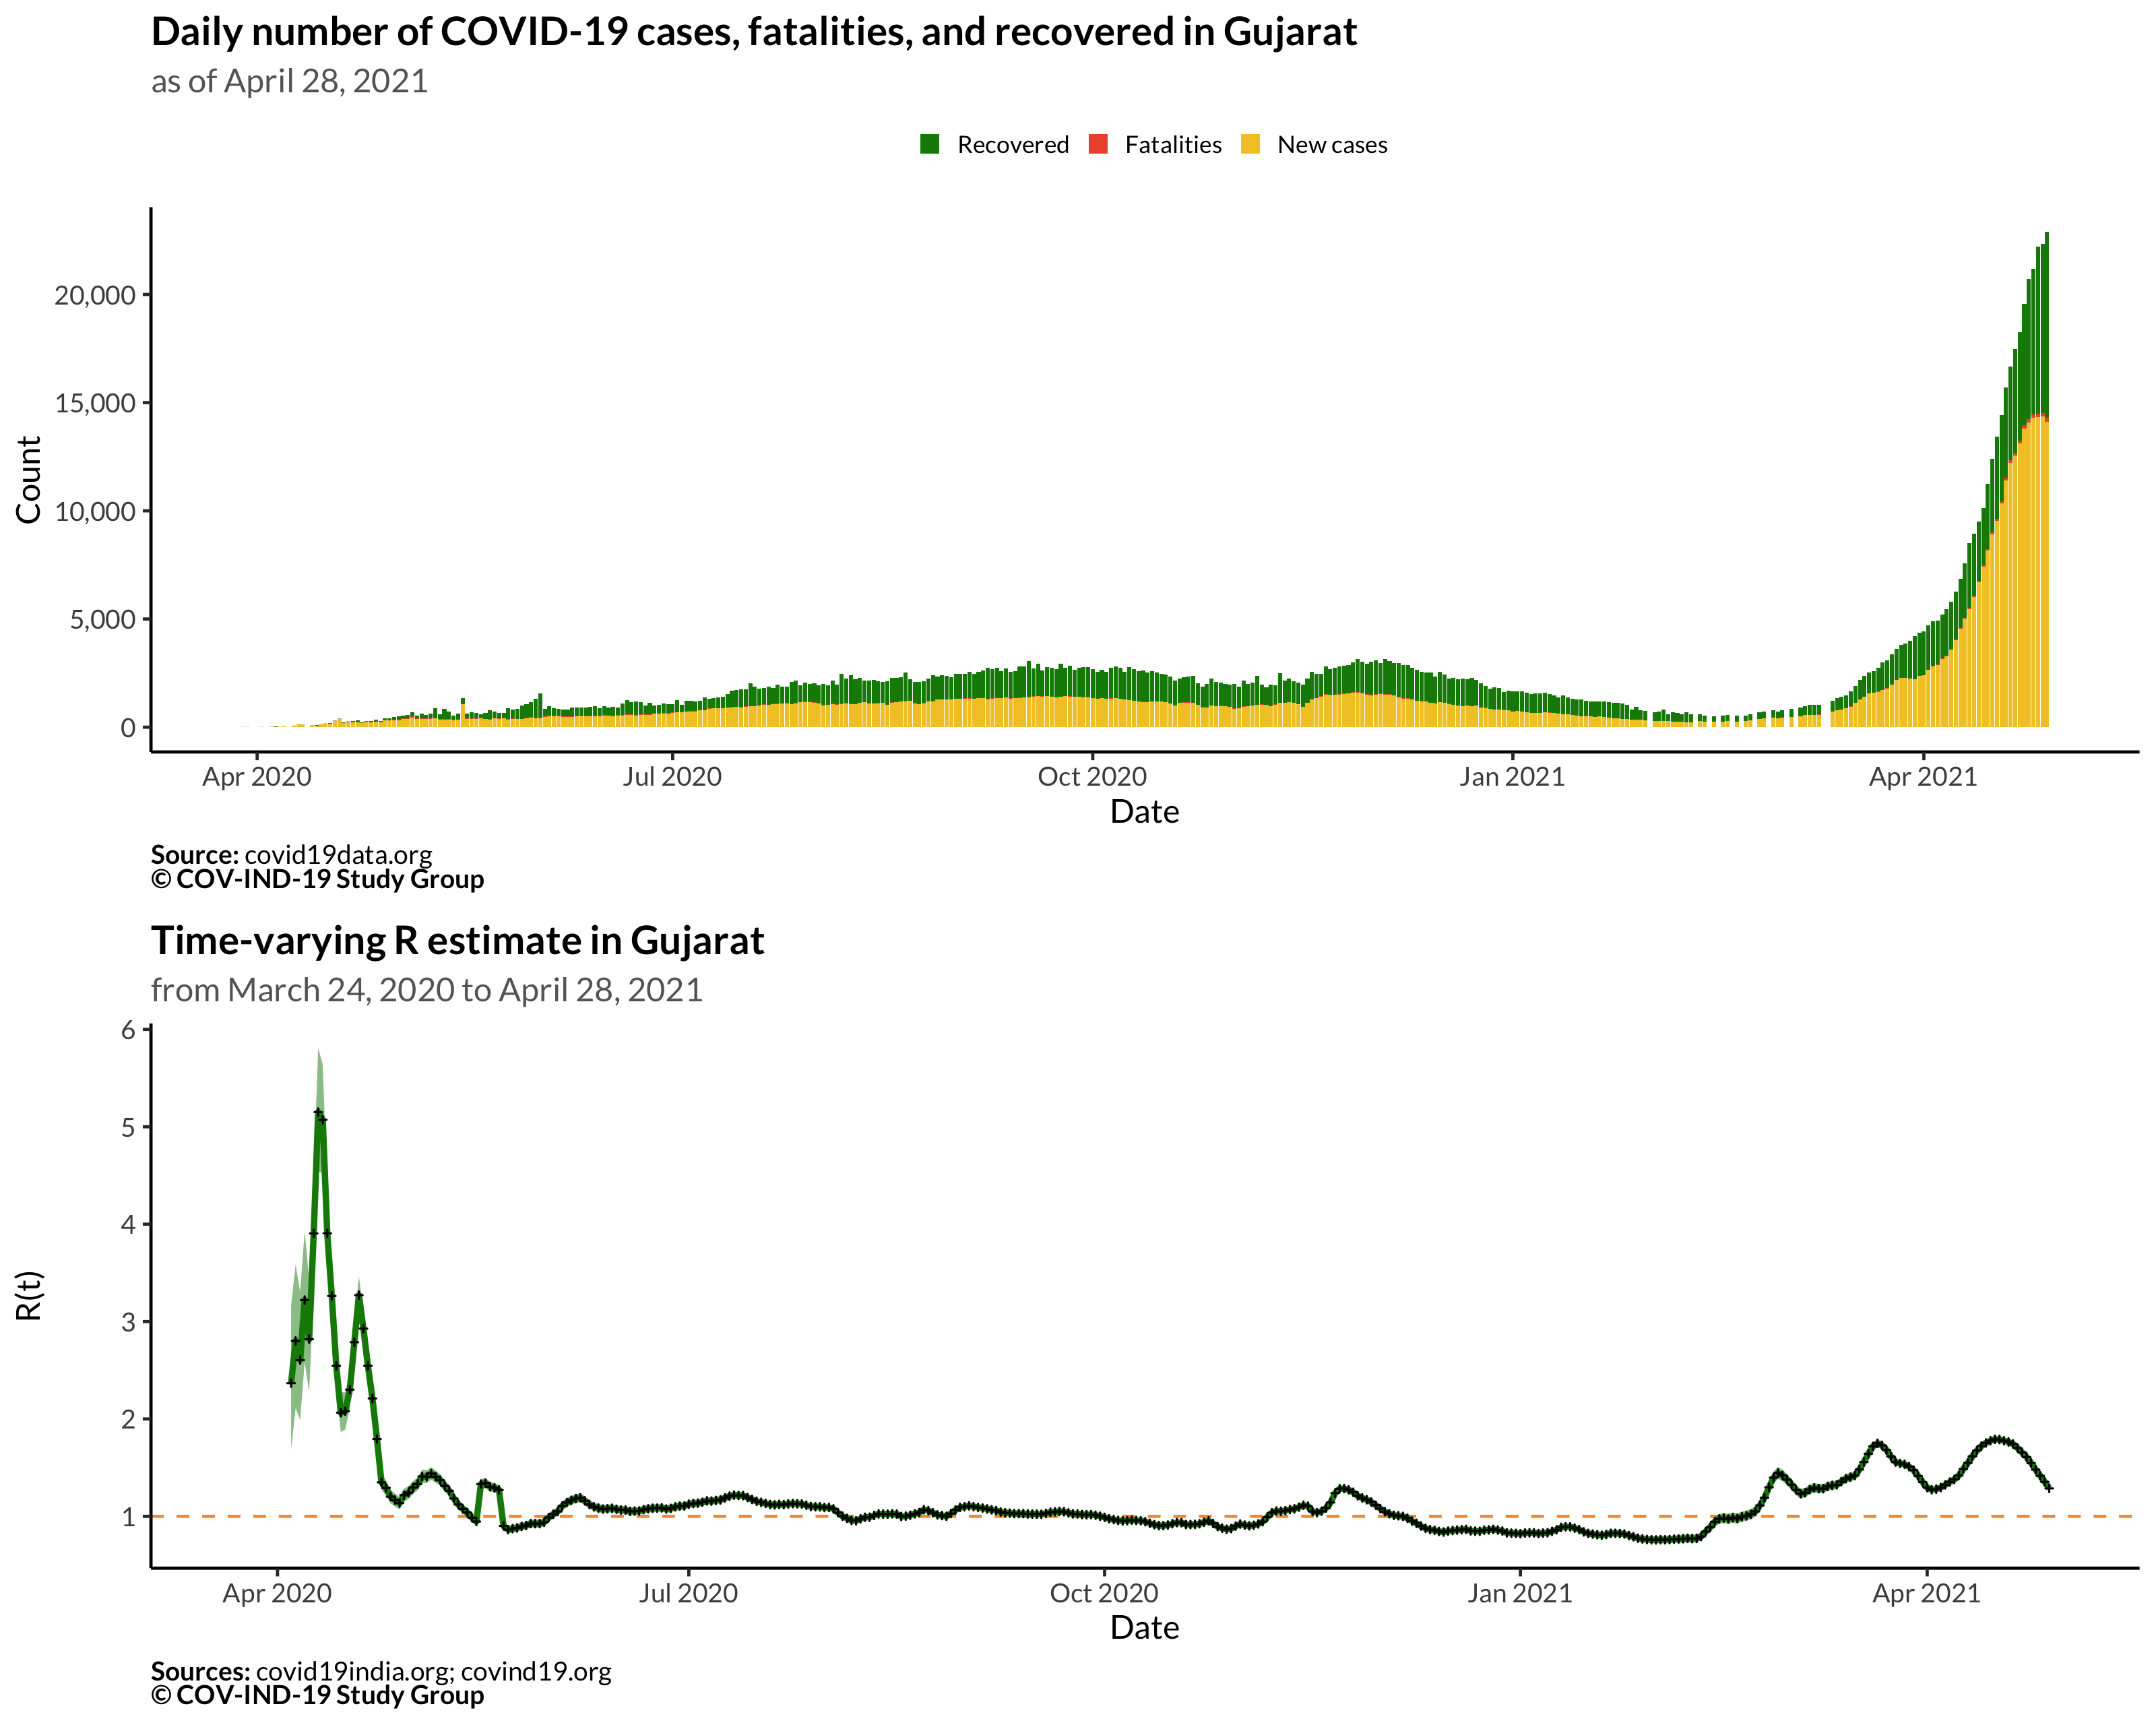 Daily number of COVID-19 cases, fatalities, and recovered in Gujarat
as of April 28, 2021
Recovered Fatalities New cases
Count
20,000
15,000
10,000
5,000
0
Apr 2020 Jul 2020 Oct 2020 Jan 2021 Apr 2021
Date
Source: covid19data.org
© COV-IND-19 Study Group
Time-varying R estimate in Gujarat
from March 24, 2020 to April 28, 2021
R(t)
6
5
4
3
2
1
Apr 2020 Jul 2020 Oct 2020 Jan 2021 Apr 2021
Date
Sources: covid19india.org; covind19.org
© COV-IND-19 Study Group